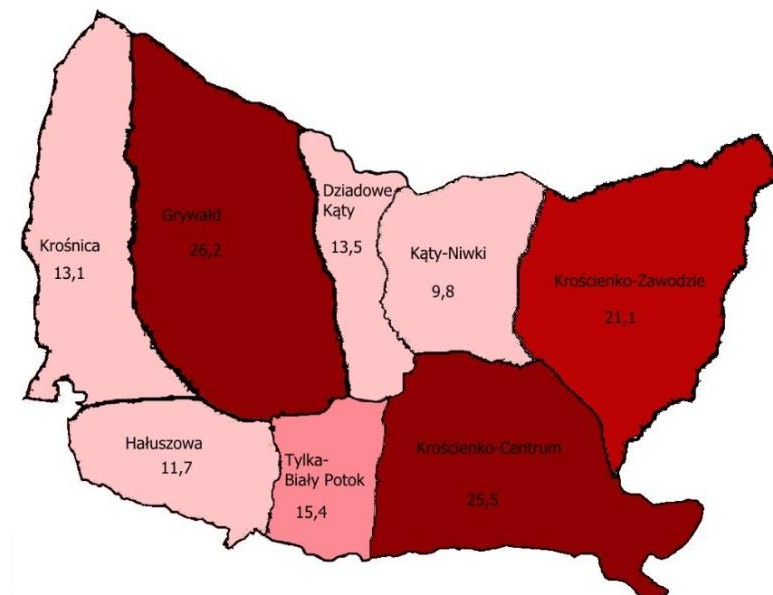 Krośnica
13,1
Grywałd
26,2
Dziadowe
Kąty
13,5
Kąty-Niwki
9,8
Krościenko-Zawodzie
21,1
Hałuszowa
11,7
Tylka-
Biały Potok
15,4
Krościenko-Centrum
25,5